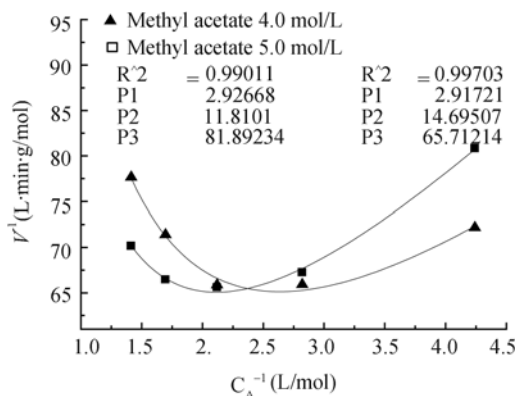 ▲ Methyl acetate 4.0 mol/L
■ Methyl acetate 5.0 mol/L
R^2 = 0.99011 R^2 = 0.99703
P1 2.92668 P1 2.91721
P2 11.8101 P2 14.69507
P3 81.89234 P3 65.71214
95
90
85
80
75
70
65
V¹(L·min·g/mol)
1.0 1.5 2.0 2.5 3.0 3.5 4.0 4.5
C_A⁻¹ (L/mol)